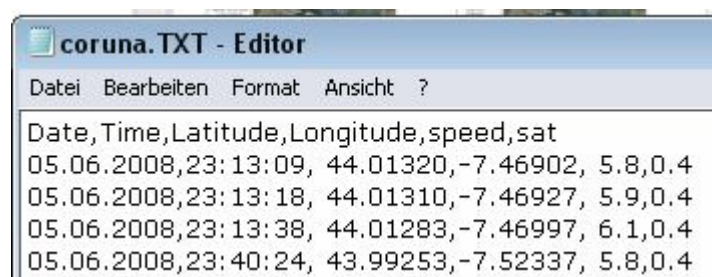 coruna.TXT - Editor
Datei Bearbeiten Format Ansicht ?
Date,Time,Latitude,Longitude,speed,sat
05.06.2008,23:13:09, 44.01320,-7.46902, 5.8,0.4
05.06.2008,23:13:18, 44.01310,-7.46927, 5.9,0.4
05.06.2008,23:13:38, 44.01283,-7.46997, 6.1,0.4
05.06.2008,23:40:24, 43.99253,-7.52337, 5.8,0.4